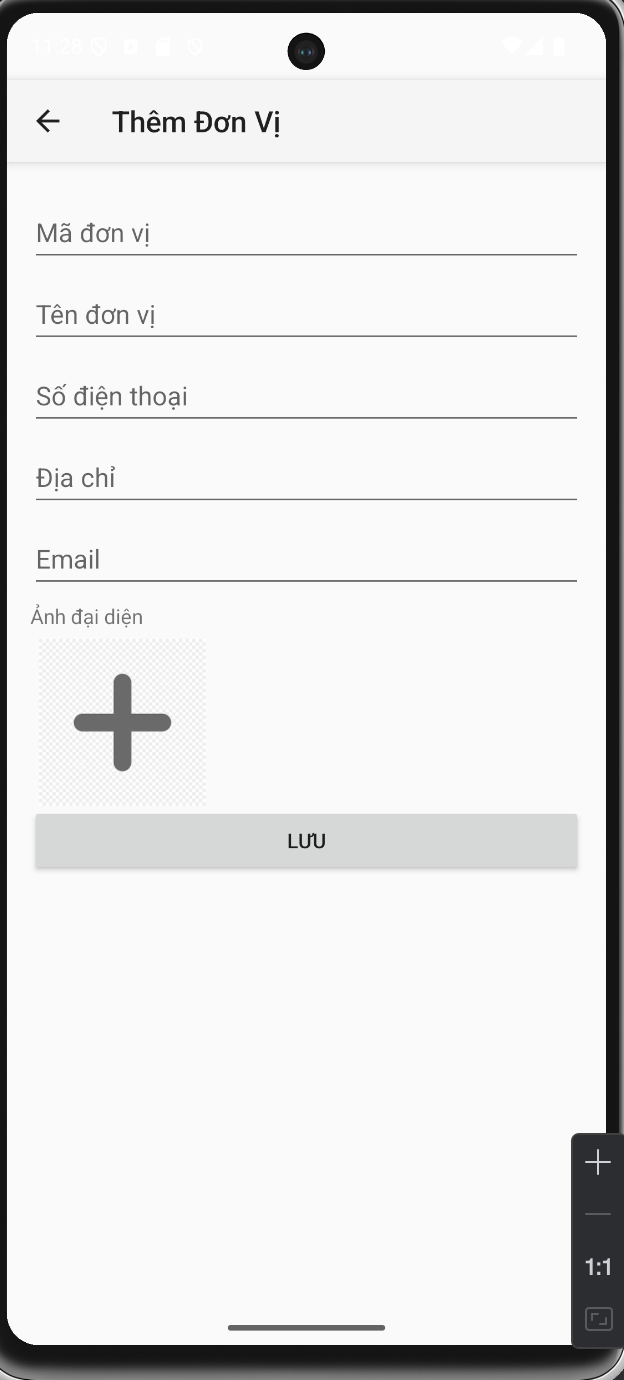 11:28
Thêm Đơn Vị
Mã đơn vị
Tên đơn vị
Số điện thoại
Địa chỉ
Email
Ảnh đại diện
LƯU
1:1